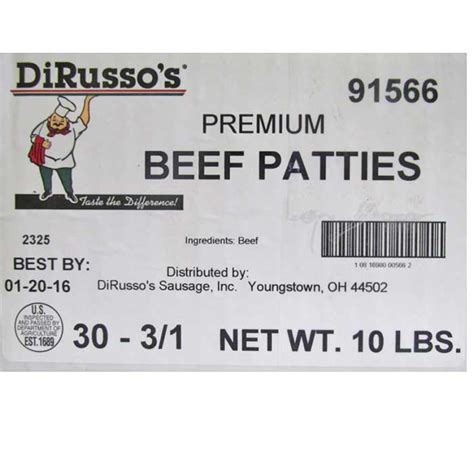 DiRusso's®
91566
PREMIUM
BEEF PATTIES
Taste the Difference!
2325
Ingredients: Beef
BEST BY:
01-20-16
Distributed by:
DiRusso's Sausage, Inc. Youngstown, OH 44502
U.S.
INSPECTED
AND PASSED BY
DEPARTMENT OF
AGRICULTURE
EST.1689
30 - 3/1
NET WT. 10 LBS.